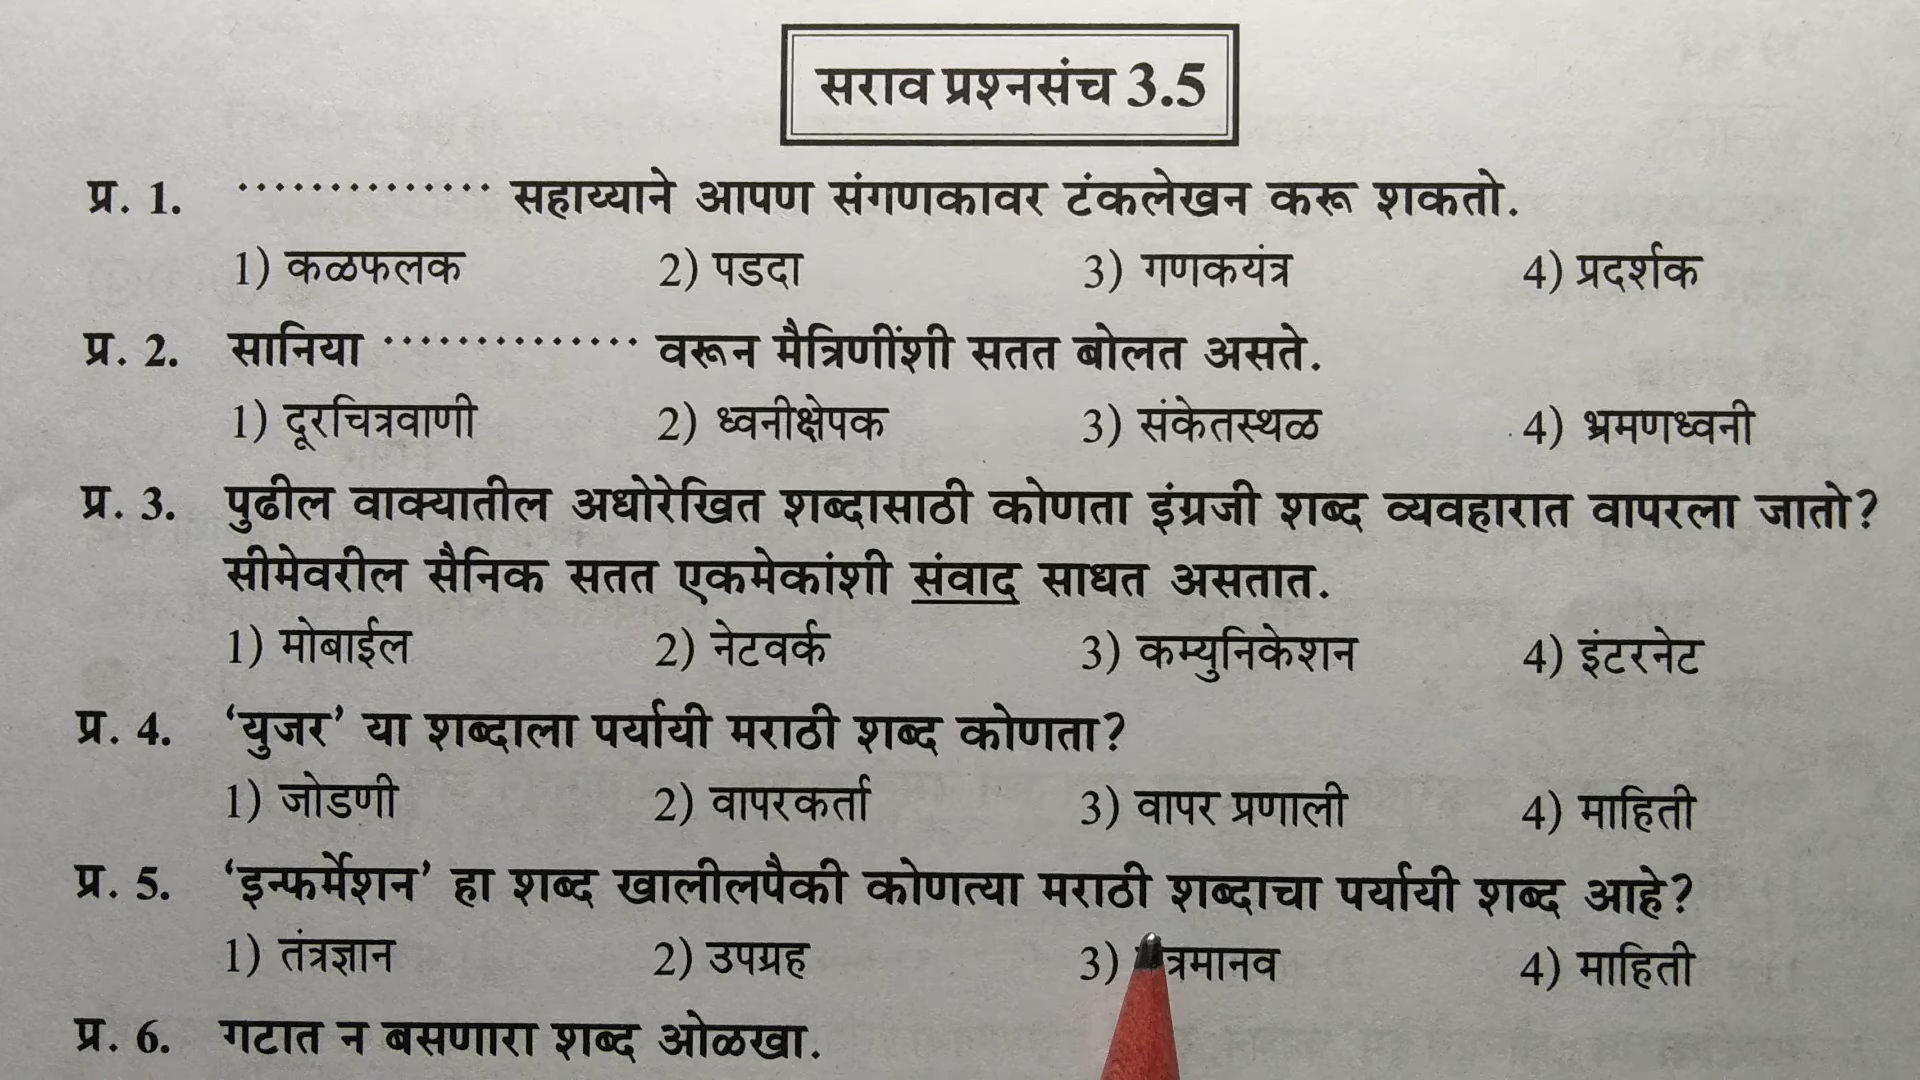 सराव प्रश्नसंच 3.5
प्र. 1. .............. सहाय्याने आपण संगणकावर टंकलेखन करू शकतो.
1) कळफलक 2) पडदा 3) गणकयंत्र 4) प्रदर्शक
प्र. 2. सानिया .............. वरून मैत्रिणींशी सतत बोलत असते.
1) दूरचित्रवाणी 2) ध्वनीक्षेपक 3) संकेतस्थळ 4) भ्रमणध्वनी
प्र. 3. पुढील वाक्यातील अधोरेखित शब्दासाठी कोणता इंग्रजी शब्द व्यवहारात वापरला जातो?
सीमेवरील सैनिक सतत एकमेकांशी संवाद साधत असतात.
1) मोबाईल 2) नेटवर्क 3) कम्युनिकेशन 4) इंटरनेट
प्र. 4. ‘युजर’ या शब्दाला पर्यायी मराठी शब्द कोणता?
1) जोडणी 2) वापरकर्ता 3) वापर प्रणाली 4) माहिती
प्र. 5. ‘इन्फर्मेशन’ हा शब्द खालीलपैकी कोणत्या मराठी शब्दाचा पर्यायी शब्द आहे?
1) तंत्रज्ञान 2) उपग्रह 3) 4) माहिती
प्र. 6. गटात न बसणारा शब्द ओळखा.